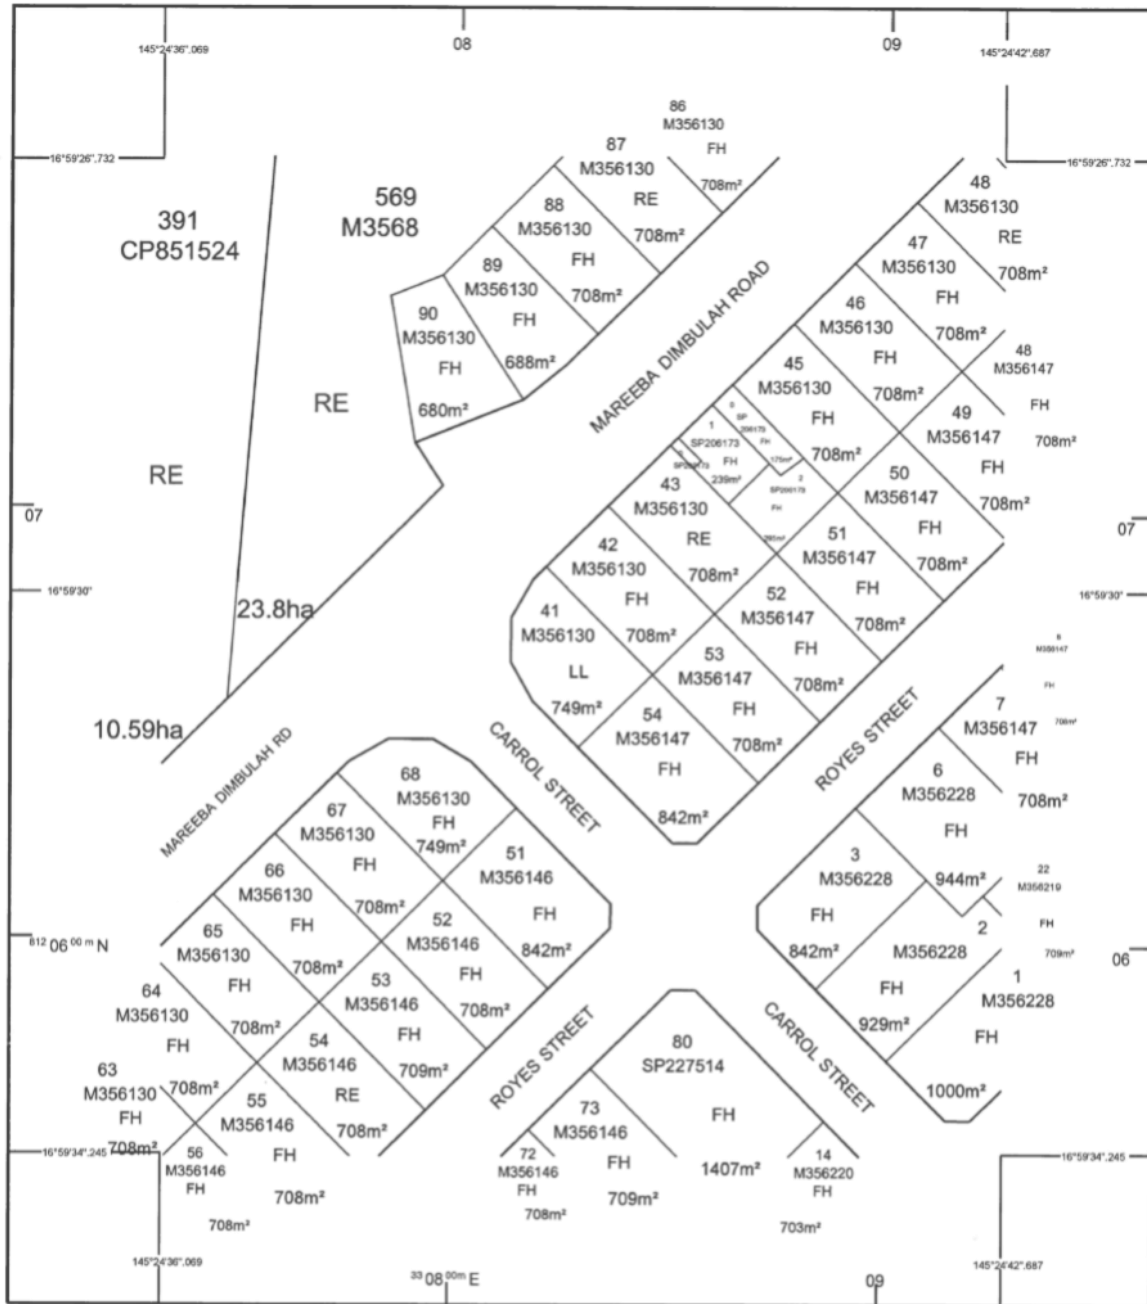 145°24'36".069
08
09
145°24'42".687
16°59'26".732
16°59'26".732
391
CP851524
RE
10.59ha
569
M3568
RE
23.8ha
86
M356130
FH
708m²
87
M356130
RE
708m²
88
M356130
FH
708m²
89
M356130
FH
688m²
90
M356130
FH
680m²
MAREEBA DIMBULAH ROAD
48
M356130
RE
708m²
47
M356130
FH
708m²
46
M356130
FH
708m²
45
M356130
FH
708m²
0
SP
206173
FH
170m²
1
SP206173
FH
239m²
2
SP206173
FH
43
M356130
RE
708m²
42
M356130
FH
708m²
41
M356130
LL
749m²
48
M356147
FH
708m²
49
M356147
FH
708m²
50
M356147
FH
708m²
51
M356147
FH
708m²
52
M356147
FH
708m²
53
M356147
FH
708m²
54
M356147
FH
842m²
07
07
16°59'30"
16°59'30"
MAREEBA DIMBULAH RD
CARROL STREET
ROYES STREET
M356147
FH
708m²
7
M356147
FH
708m²
6
M356228
FH
944m²
3
M356228
FH
842m²
22
M356219
FH
709m²
2
M356228
FH
929m²
1
M356228
FH
1000m²
68
M356130
FH
749m²
67
M356130
FH
708m²
66
M356130
FH
708m²
65
M356130
FH
708m²
64
M356130
FH
708m²
63
M356130
FH
708m²
51
M356146
FH
842m²
52
M356146
FH
708m²
53
M356146
FH
709m²
54
M356146
RE
708m²
55
M356146
FH
708m²
56
M356146
FH
708m²
812 06 00 m N
06
ROYES STREET
CARROL STREET
80
SP227514
FH
1407m²
73
M356146
FH
709m²
72
M356146
FH
708m²
14
M356220
FH
703m²
16°59'34".245
16°59'34".245
145°24'36".069
33 08 00m E
09
145°24'42".687